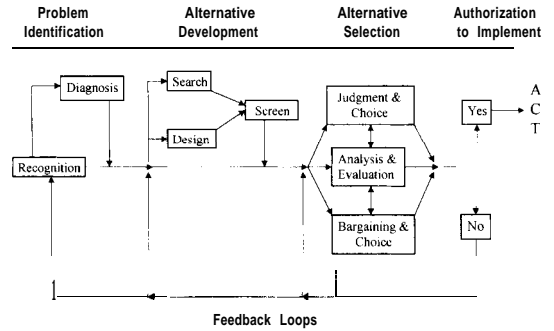 Problem
Identification
Alternative
Development
Alternative
Selection
Authorization
to Implement
Diagnosis
Recognition
Search
Design
Screen
Judgment &
Choice
Analysis &
Evaluation
Bargaining &
Choice
Yes
No
A
C
T
Feedback Loops